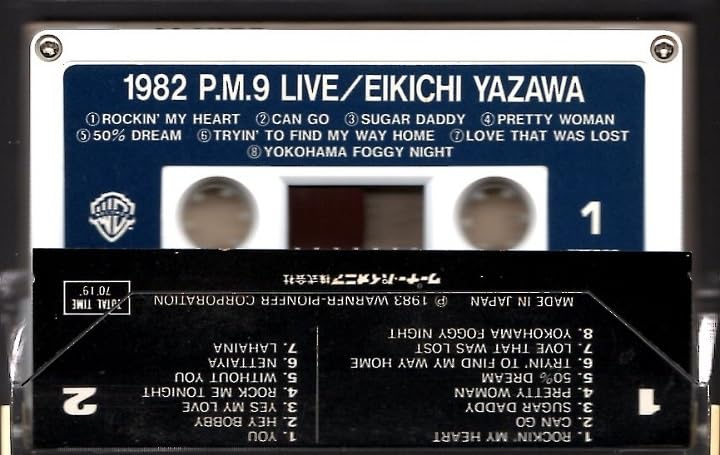 1982 P.M.9 LIVE/EIKICHI YAZAWA
①ROCKIN' MY HEART ②CAN GO ③SUGAR DADDY ④PRETTY WOMAN
⑤50% DREAM ⑥TRYIN' TO FIND MY WAY HOME ⑦LOVE THAT WAS LOST
⑧YOKOHAMA FOGGY NIGHT
1
1
1. ROCKIN' MY HEART
2. CAN GO
3. SUGAR DADDY
4. PRETTY WOMAN
5. 50% DREAM
6. TRYIN' TO FIND MY WAY HOME
7. LOVE THAT WAS LOST
8. YOKOHAMA FOGGY NIGHT
2
1. YOU
2. HEY BOBBY
3. YES MY LOVE
4. ROCK ME TONIGHT
5. WITHOUT YOU
6. NETTAIYA
7. LAHAINA
MADE IN JAPAN ℗ 1983 WARNER-PIONEER CORPORATION
ワーナー・パイオニア株式会社
TOTAL TIME
70'19"